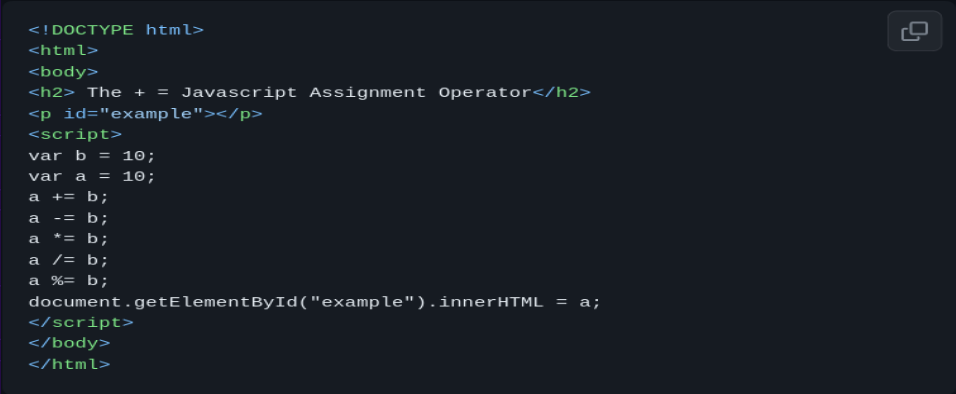 <!DOCTYPE html>
<html>
<body>
<h2> The + = Javascript Assignment Operator</h2>
<p id="example"></p>
<script>
var b = 10;
var a = 10;
a += b;
a -= b;
a *= b;
a /= b;
a %= b;
document.getElementById("example").innerHTML = a;
</script>
</body>
</html>